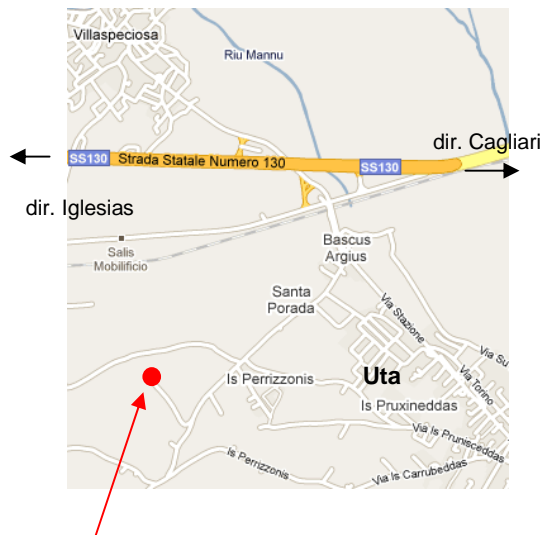 Villaspeciosa
Riu Mannu
dir. Cagliari
SS130
Strada Statale Numero 130
SS130
dir. Iglesias
Salis
Mobilificio
Bascus
Argius
Santa
Porada
Via Stazione
Via Su
Is Perrizzonis
Uta
Via Torino
Is Pruxineddas
Via Is Pruniscceddas
Is Perrizzonis
Via Is Carrubeddas